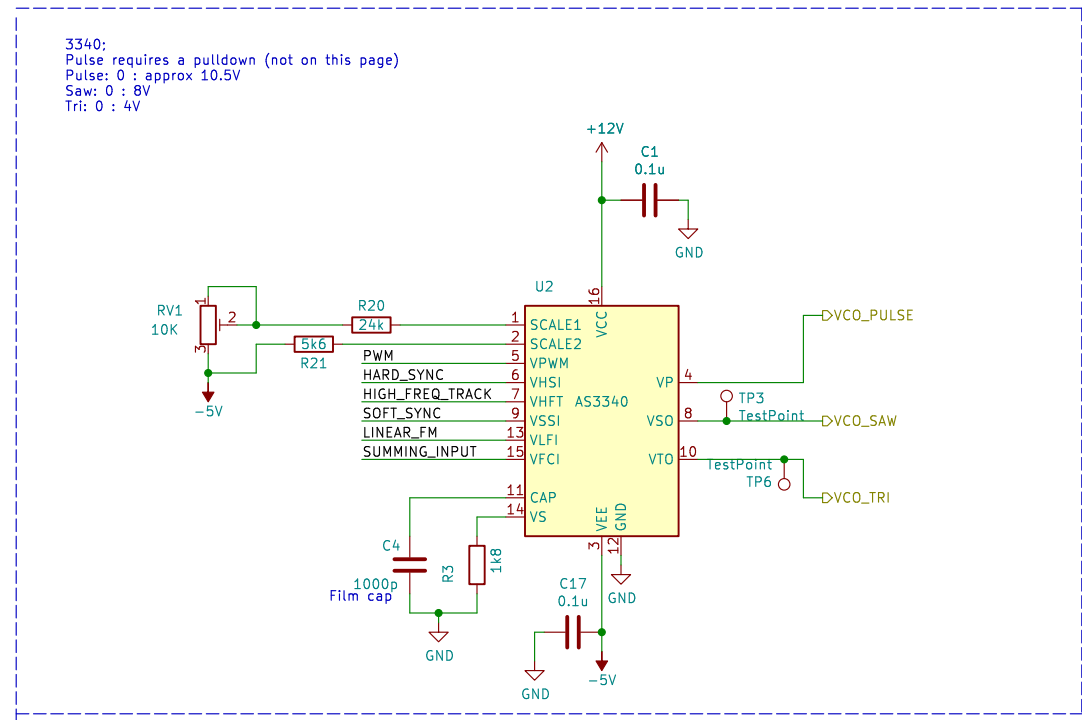 3340;
Pulse requires a pulldown (not on this page)
Pulse: 0 : approx 10.5V
Saw: 0 : 8V
Tri: 0 : 4V
+12V
C1
0.1u
GND
U2
16
VCC
RV1
10K
1
2
3
-5V
R20
24k
5k6
R21
PWM
HARD_SYNC
HIGH_FREQ_TRACK
SOFT_SYNC
LINEAR_FM
SUMMING_INPUT
1 SCALE1
2 SCALE2
5 VPWM
6 VHSI
7 VHFT
9 VSSI
13 VLFI
15 VFCI
11 CAP
14 VS
AS3340
VP 4
VSO 8
VTO 10
VCO_PULSE
TP3
TestPoint
VCO_SAW
TestPoint
TP6
VCO_TRI
VEE
GND
3
12
GND
C4
1000p
Film cap
R3
1k8
GND
C17
0.1u
GND
-5V